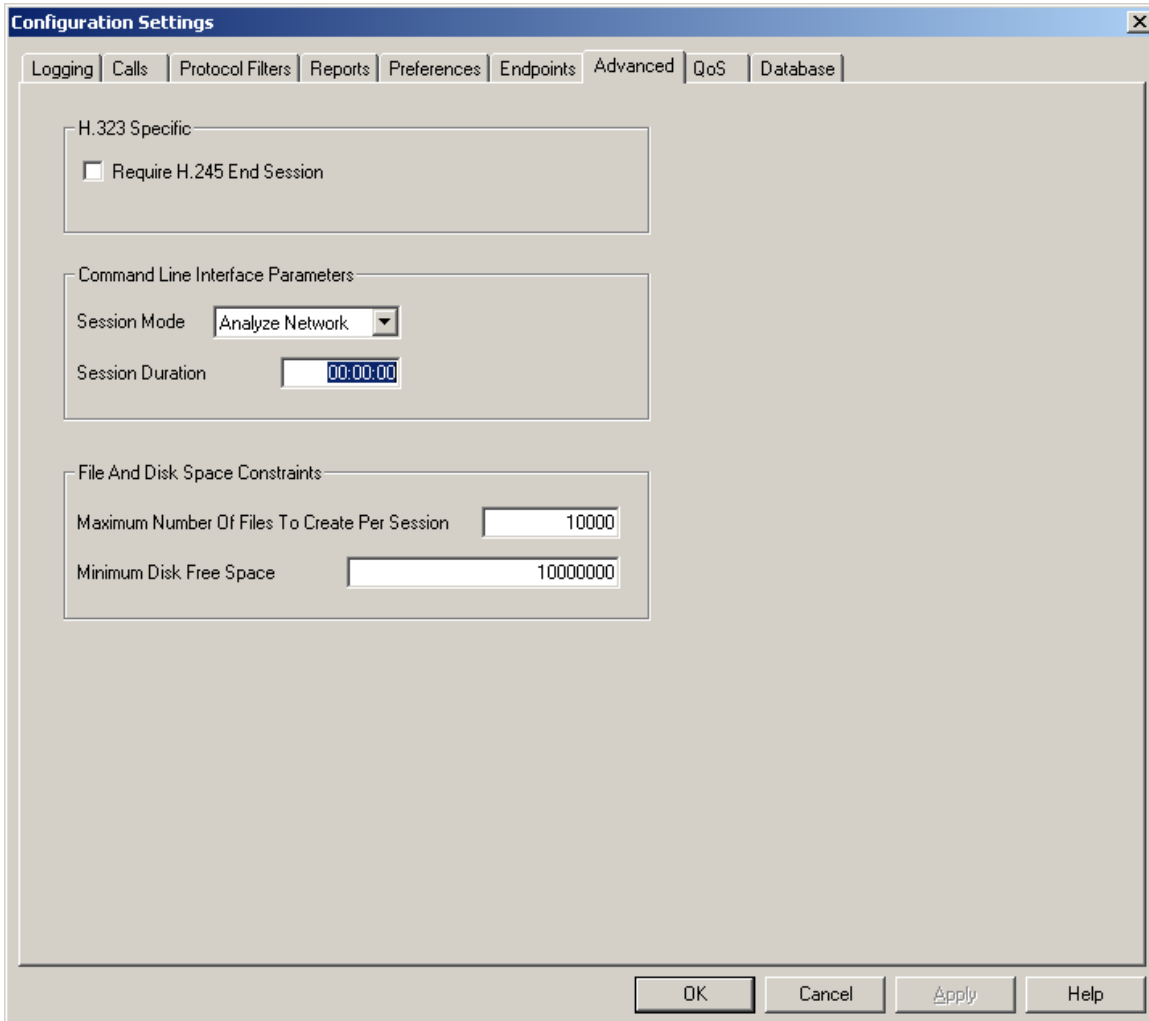 Configuration Settings
Logging Calls Protocol Filters Reports Preferences Endpoints Advanced QoS Database
H.323 Specific
Require H.245 End Session
Command Line Interface Parameters
Session Mode Analyze Network
Session Duration 00:00:00
File And Disk Space Constraints
Maximum Number Of Files To Create Per Session 10000
Minimum Disk Free Space 10000000
OK Cancel Apply Help